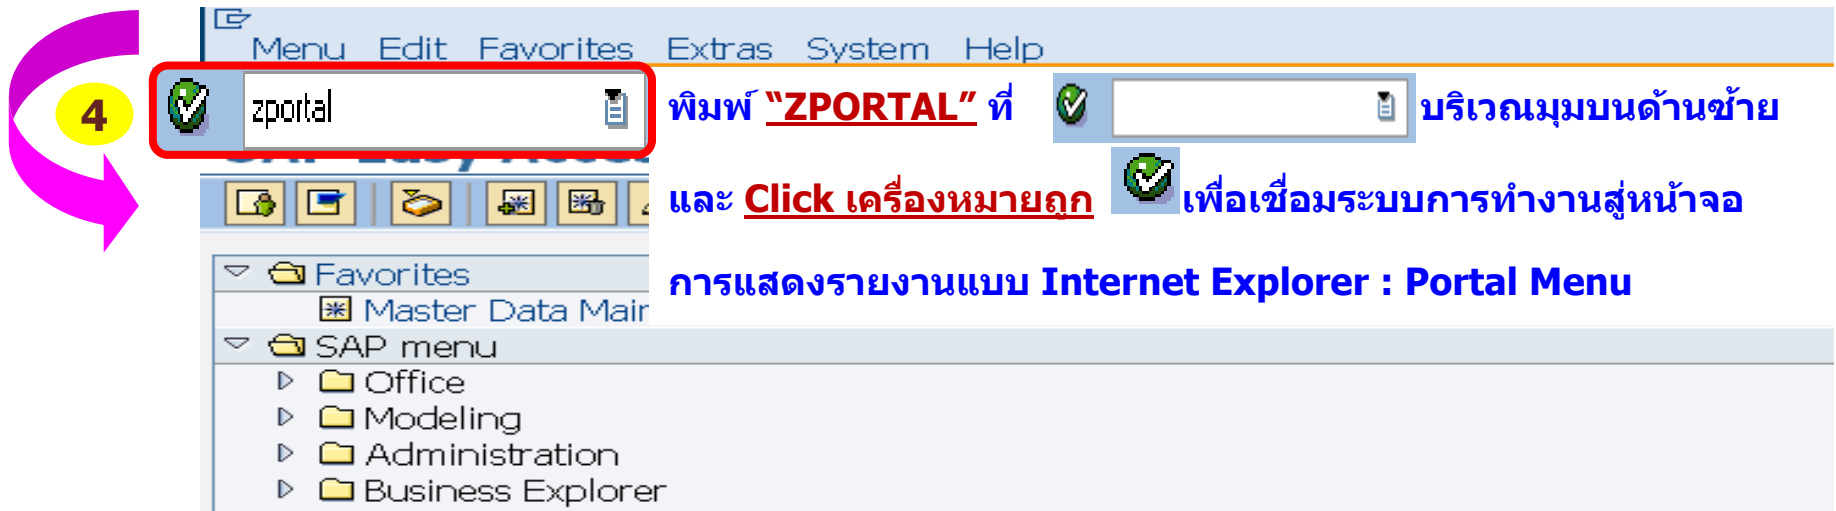 Menu Edit Favorites Extras System Help
4
zportal
พิมพ์ “ZPORTAL” ที่ บริเวณมุมบนด้านซ้าย
และ Click เครื่องหมายถูก เพื่อเชื่อมระบบการทำงานสู่หน้าจอ
การแสดงรายงานแบบ Internet Explorer : Portal Menu
Favorites
Master Data Main
SAP menu
Office
Modeling
Administration
Business Explorer